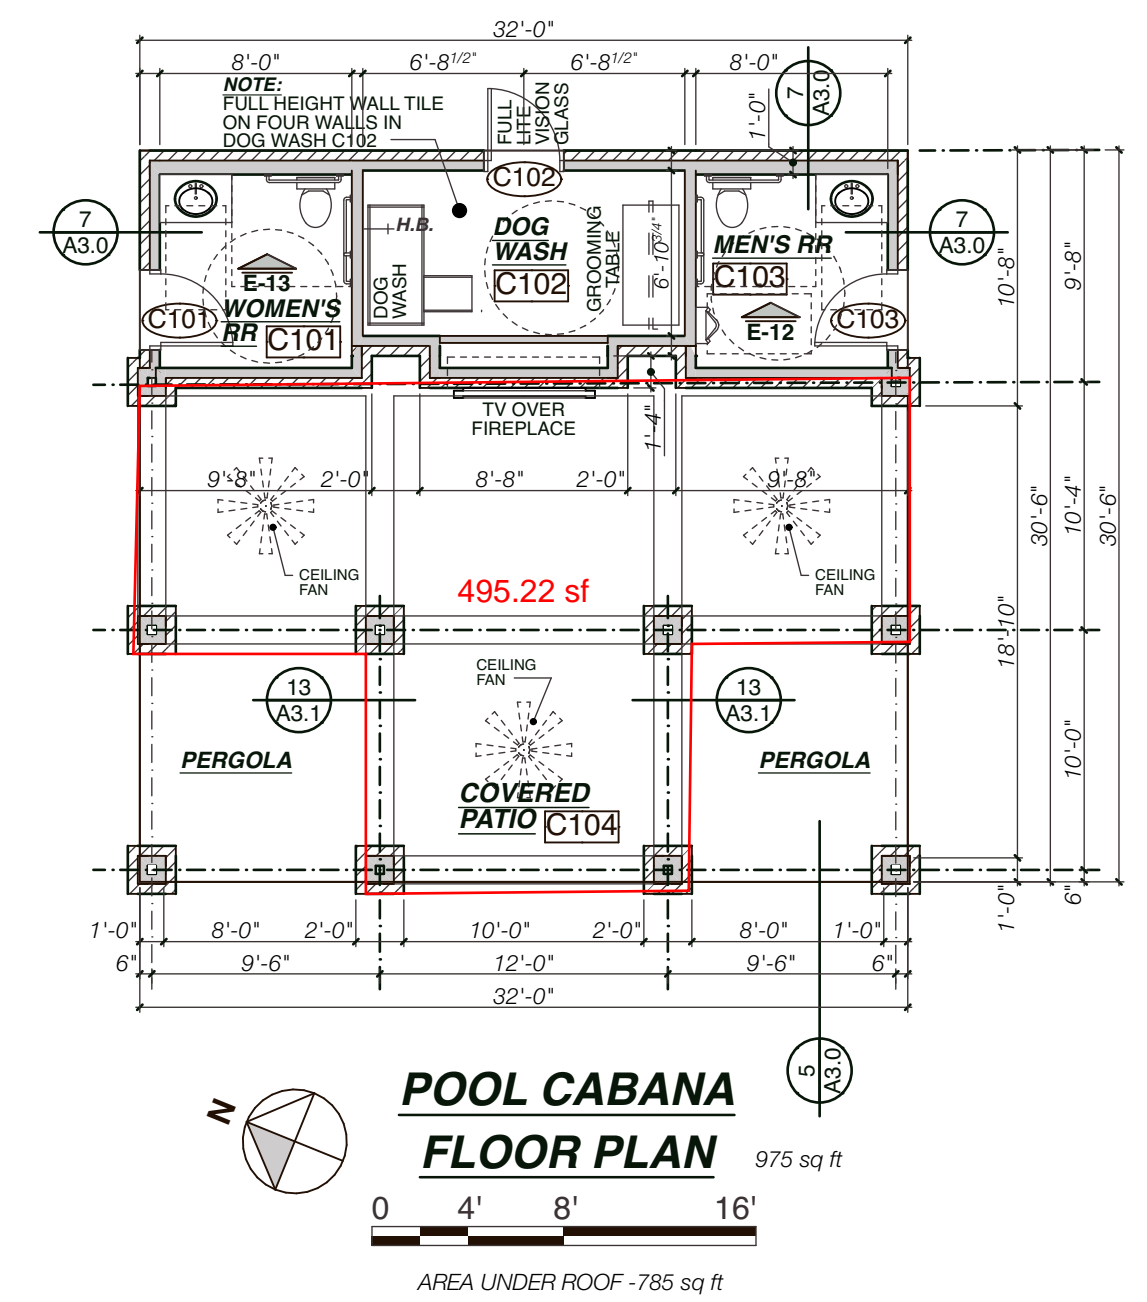 32'-0"
8'-0"
6'-8 1/2"
6'-8 1/2"
8'-0"
NOTE:
FULL HEIGHT WALL TILE
ON FOUR WALLS IN
DOG WASH C102
FULL
LITE
VISION
GLASS
1'-0"
7
A3.0
C102
7
A3.0
H.B.
DOG
WASH
C102
DOG
WASH
GROOMING
TABLE
6'-10 3/4"
MEN'S RR
C103
7
A3.0
E-13
C101
WOMEN'S
RR
C101
E-12
C103
10'-8"
9'-8"
TV OVER
FIREPLACE
1'-4"
9'-8"
2'-0"
8'-8"
2'-0"
9'-8"
30'-6"
10'-4"
30'-6"
CEILING
FAN
495.22 sf
CEILING
FAN
18'-10"
13
A3.1
CEILING
FAN
13
A3.1
PERGOLA
PERGOLA
10'-0"
COVERED
PATIO
C104
1'-0"
6"
1'-0"
8'-0"
2'-0"
10'-0"
2'-0"
8'-0"
1'-0"
6"
9'-6"
12'-0"
9'-6"
6"
32'-0"
5
A3.0
N
POOL CABANA
FLOOR PLAN
975 sq ft
0 4' 8' 16'
AREA UNDER ROOF -785 sq ft